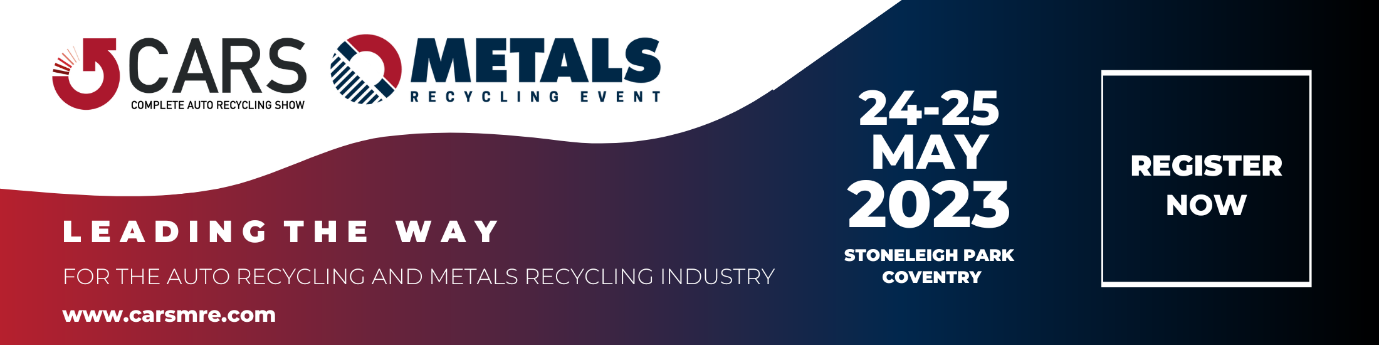 CARS
COMPLETE AUTO RECYCLING SHOW
METALS
RECYCLING EVENT
LEADING THE WAY
FOR THE AUTO RECYCLING AND METALS RECYCLING INDUSTRY
www.carsmre.com
24-25
MAY
2023
STONELEIGH PARK
COVENTRY
REGISTER
NOW